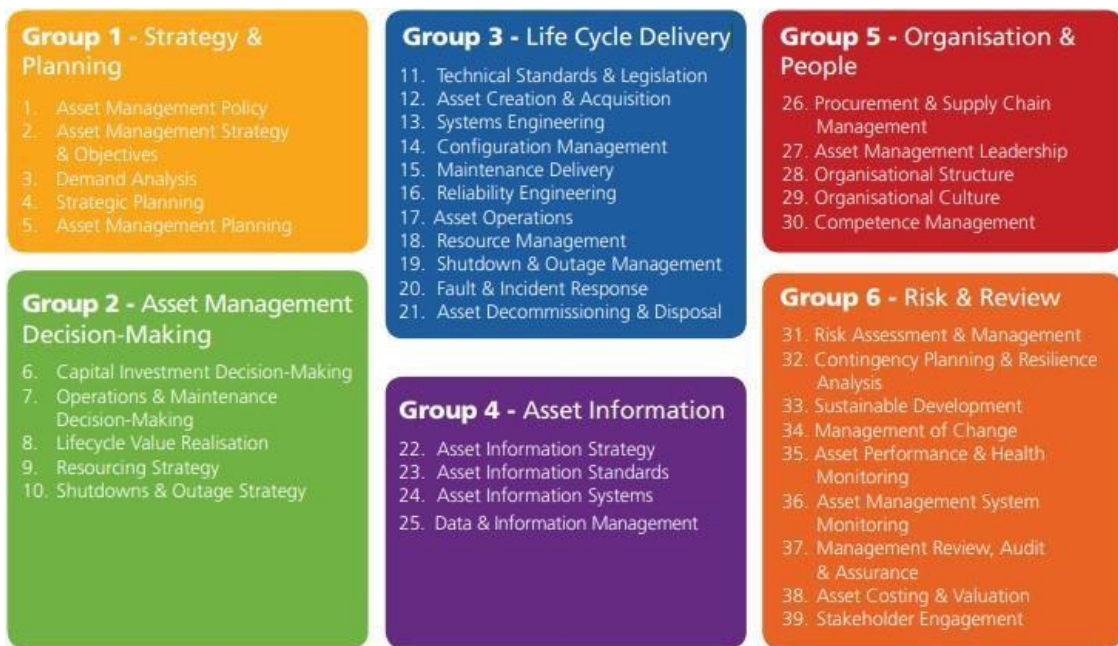 Group 1 - Strategy &
Planning
1. Asset Management Policy
2. Asset Management Strategy
& Objectives
3. Demand Analysis
4. Strategic Planning
5. Asset Management Planning
Group 2 - Asset Management
Decision-Making
6. Capital Investment Decision-Making
7. Operations & Maintenance
Decision-Making
8. Lifecycle Value Realisation
9. Resourcing Strategy
10. Shutdowns & Outage Strategy
Group 3 - Life Cycle Delivery
11. Technical Standards & Legislation
12. Asset Creation & Acquisition
13. Systems Engineering
14. Configuration Management
15. Maintenance Delivery
16. Reliability Engineering
17. Asset Operations
18. Resource Management
19. Shutdown & Outage Management
20. Fault & Incident Response
21. Asset Decommissioning & Disposal
Group 4 - Asset Information
22. Asset Information Strategy
23. Asset Information Standards
24. Asset Information Systems
25. Data & Information Management
Group 5 - Organisation &
People
26. Procurement & Supply Chain
Management
27. Asset Management Leadership
28. Organisational Structure
29. Organisational Culture
30. Competence Management
Group 6 - Risk & Review
31. Risk Assessment & Management
32. Contingency Planning & Resilience
Analysis
33. Sustainable Development
34. Management of Change
35. Asset Performance & Health
Monitoring
36. Asset Management System
Monitoring
37. Management Review, Audit
& Assurance
38. Asset Costing & Valuation
39. Stakeholder Engagement